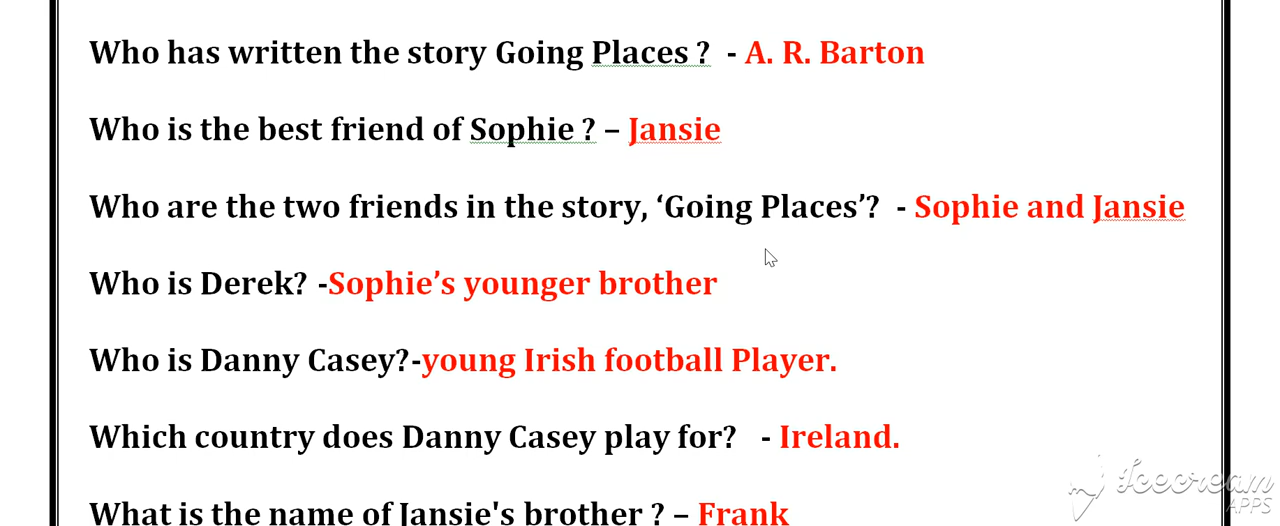 Who has written the story Going Places ?  - A. R. Barton
Who is the best friend of Sophie ? – Jansie
Who are the two friends in the story, ‘Going Places’?  - Sophie and Jansie
Who is Derek? -Sophie’s younger brother
Who is Danny Casey?-young Irish football Player.
Which country does Danny Casey play for?  - Ireland.
What is the name of Jansie's brother ? – Frank
Icecream
APPS